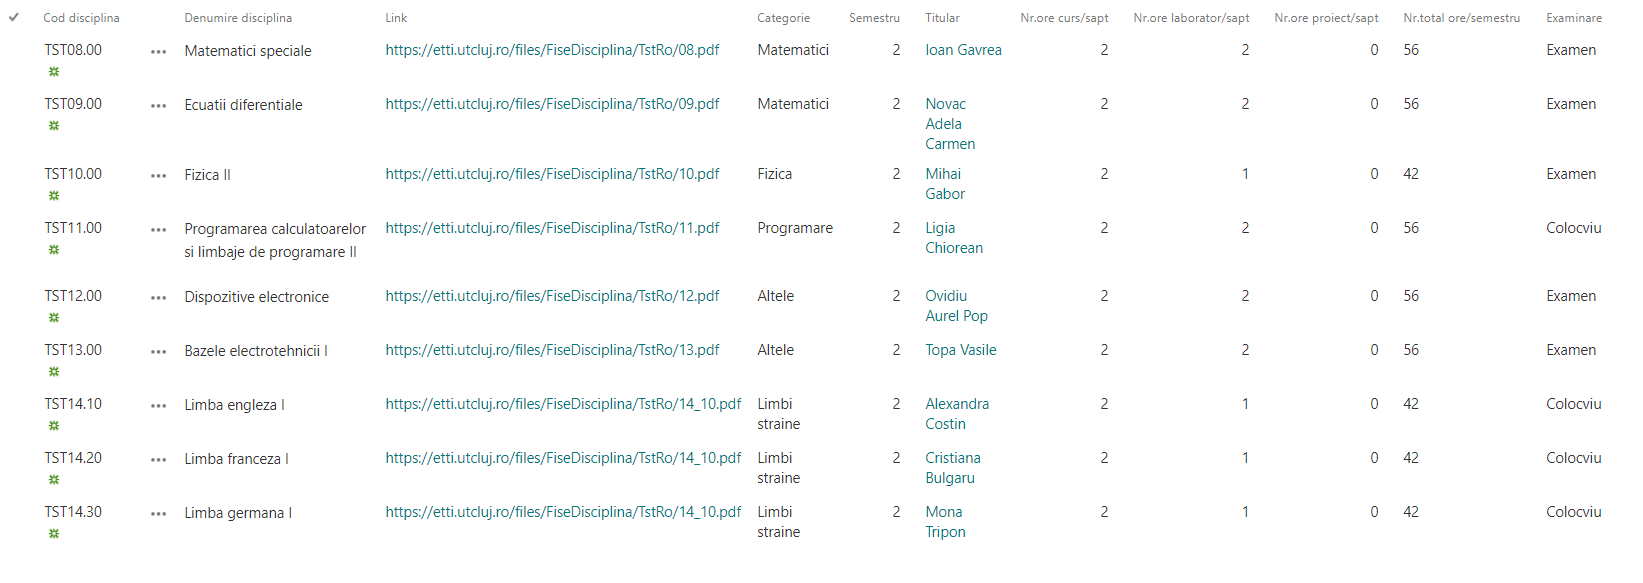 Cod disciplina Denumire disciplina Link Categorie Semestru Titular Nr.ore curs/sapt Nr.ore laborator/sapt Nr.ore proiect/sapt Nr.total ore/semestru Examinare
TST08.00 Matematici speciale https://etti.utcluj.ro/files/FiseDisciplina/TstRo/08.pdf Matematici 2 Ioan Gavrea 2 2 0 56 Examen
TST09.00 Ecuatii diferentiale https://etti.utcluj.ro/files/FiseDisciplina/TstRo/09.pdf Matematici 2 Novac 2 2 0 56 Examen
Adela
Carmen
TST10.00 Fizica II https://etti.utcluj.ro/files/FiseDisciplina/TstRo/10.pdf Fizica 2 Mihai 2 1 0 42 Examen
Gabor
TST11.00 Programarea calculatoarelor https://etti.utcluj.ro/files/FiseDisciplina/TstRo/11.pdf Programare 2 Ligia 2 2 0 56 Colocviu
si limbaje de programare II Chiorean
TST12.00 Dispozitive electronice https://etti.utcluj.ro/files/FiseDisciplina/TstRo/12.pdf Altele 2 Ovidiu 2 2 0 56 Examen
Aurel Pop
TST13.00 Bazele electrotehnicii I https://etti.utcluj.ro/files/FiseDisciplina/TstRo/13.pdf Altele 2 Topa Vasile 2 2 0 56 Examen
TST14.10 Limba engleza I https://etti.utcluj.ro/files/FiseDisciplina/TstRo/14_10.pdf Limbi 2 Alexandra 2 1 0 42 Colocviu
straine Costin
TST14.20 Limba franceza I https://etti.utcluj.ro/files/FiseDisciplina/TstRo/14_10.pdf Limbi 2 Cristiana 2 1 0 42 Colocviu
straine Bulgaru
TST14.30 Limba germana I https://etti.utcluj.ro/files/FiseDisciplina/TstRo/14_10.pdf Limbi 2 Mona 2 1 0 42 Colocviu
straine Tripon